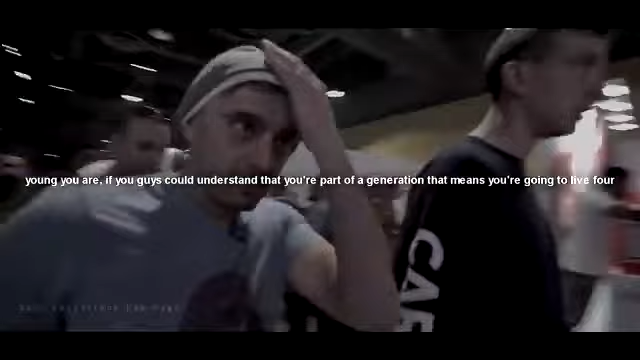 young you are, if you guys could understand that you're part of a generation that means you're going to live four
CAP